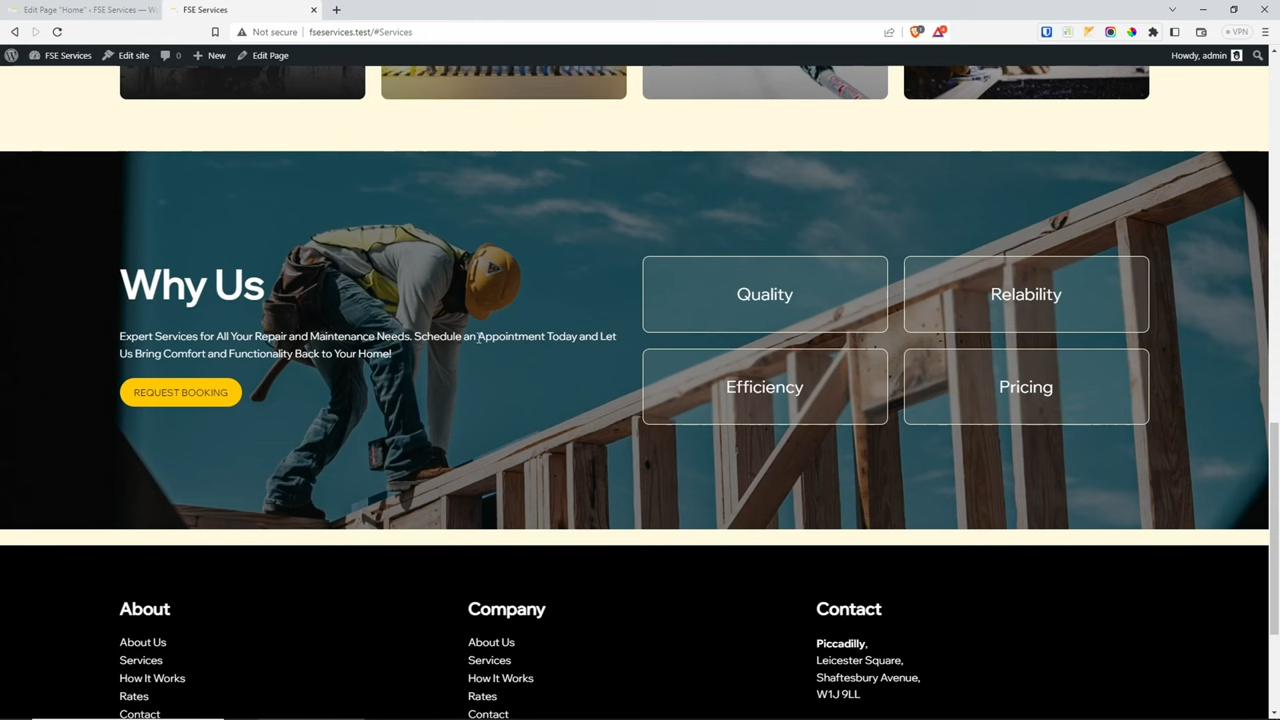 Edit Page "Home" ‹ FSE Services — W
FSE Services
Not secure
fseservices.test/#Services
VPN
FSE Services
Edit site
0
New
Edit Page
Howdy, admin
Why Us
Expert Services for All Your Repair and Maintenance Needs. Schedule an Appointment Today and Let
Us Bring Comfort and Functionality Back to Your Home!
REQUEST BOOKING
Quality
Relability
Efficiency
Pricing
About
About Us
Services
How It Works
Rates
Contact
Company
About Us
Services
How It Works
Rates
Contact
Contact
Piccadilly,
Leicester Square,
Shaftesbury Avenue,
W1J 9LL